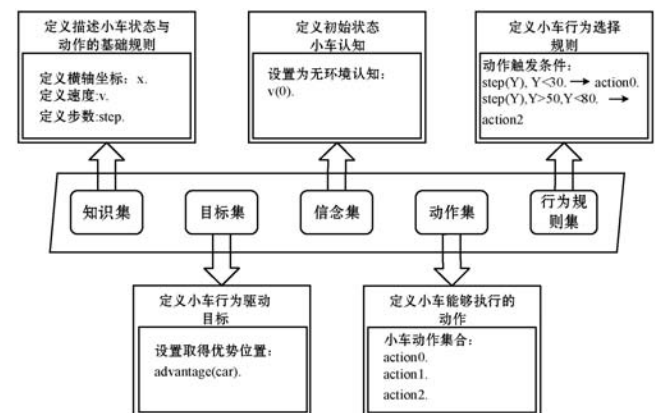 定义描述小车状态与
动作的基础规则
定义横轴坐标：x.
定义速度:v.
定义步数:step.
定义初始状态
小车认知
设置为无环境认知：
v(0).
定义小车行为选择
规则
动作触发条件：
step(Y), Y<30. → action0.
step(Y),Y>50,Y<80. →
action2
知识集
目标集
信念集
动作集
行为规
则集
定义小车行为驱动
目标
设置取得优势位置：
advantage(car).
定义小车能够执行的
动作
小车动作集合：
action0.
action1.
action2.